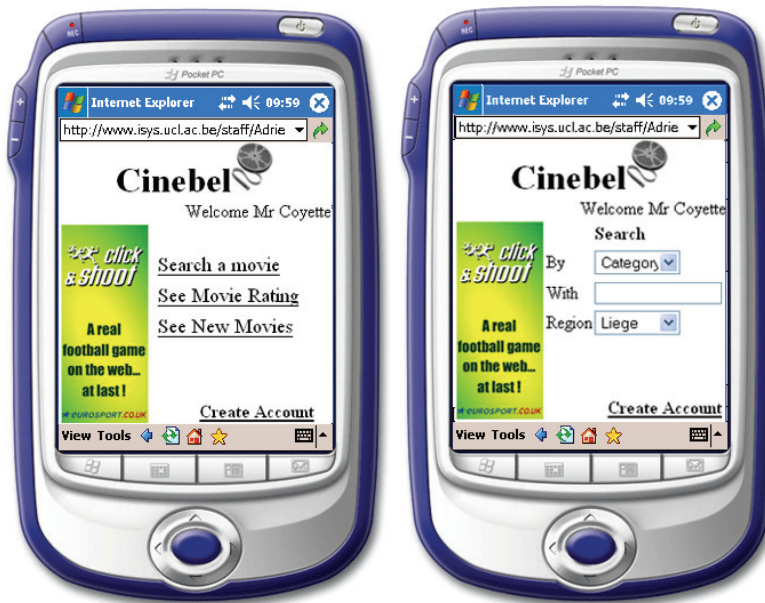 REC
Pocket PC
Internet Explorer 09:59
http://www.isys.ucl.ac.be/staff/Adrie
Cinebel
Welcome Mr Coyette
click
& shoot
A real
football game
on the web...
at last !
EUROSPORT.CO.UK
Search a movie
See Movie Rating
See New Movies
Create Account
View Tools
REC
Pocket PC
Internet Explorer 09:59
http://www.isys.ucl.ac.be/staff/Adrie
Cinebel
Welcome Mr Coyette
click
& shoot
A real
football game
on the web...
at last !
EUROSPORT.CO.UK
Search
By Category
With
Region Liege
Create Account
View Tools